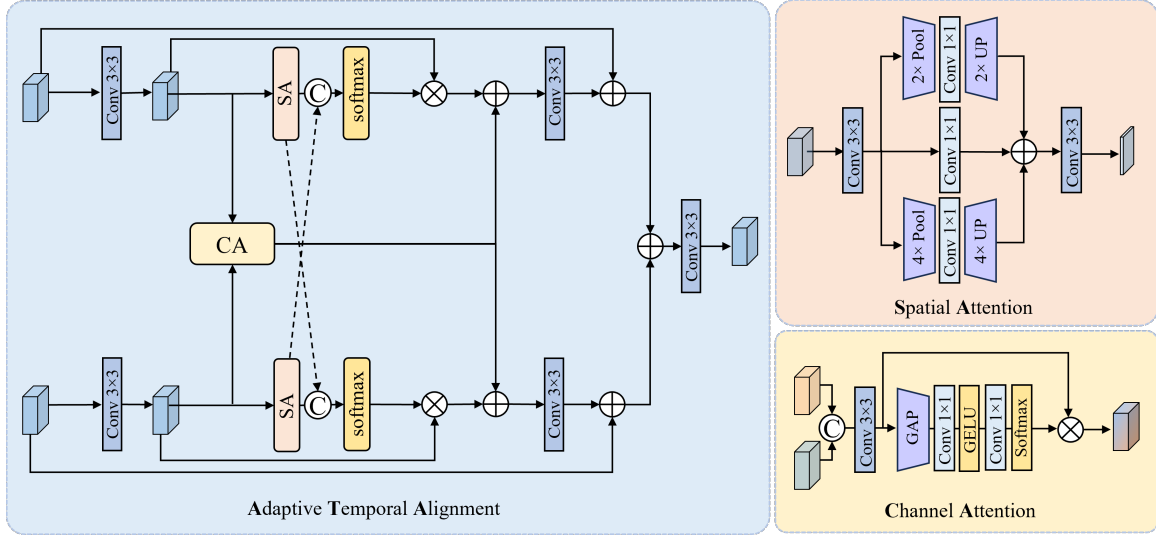 Conv 3×3
SA
C
softmax
Conv 3×3
CA
Conv 3×3
Conv 3×3
SA
C
softmax
Conv 3×3
Adaptive Temporal Alignment
Conv 3×3
2× Pool
Conv 1×1
2× UP
Conv 1×1
4× Pool
Conv 1×1
4× UP
Conv 3×3
Spatial Attention
C
Conv 3×3
GAP
Conv 1×1
GELU
Conv 1×1
Softmax
Channel Attention